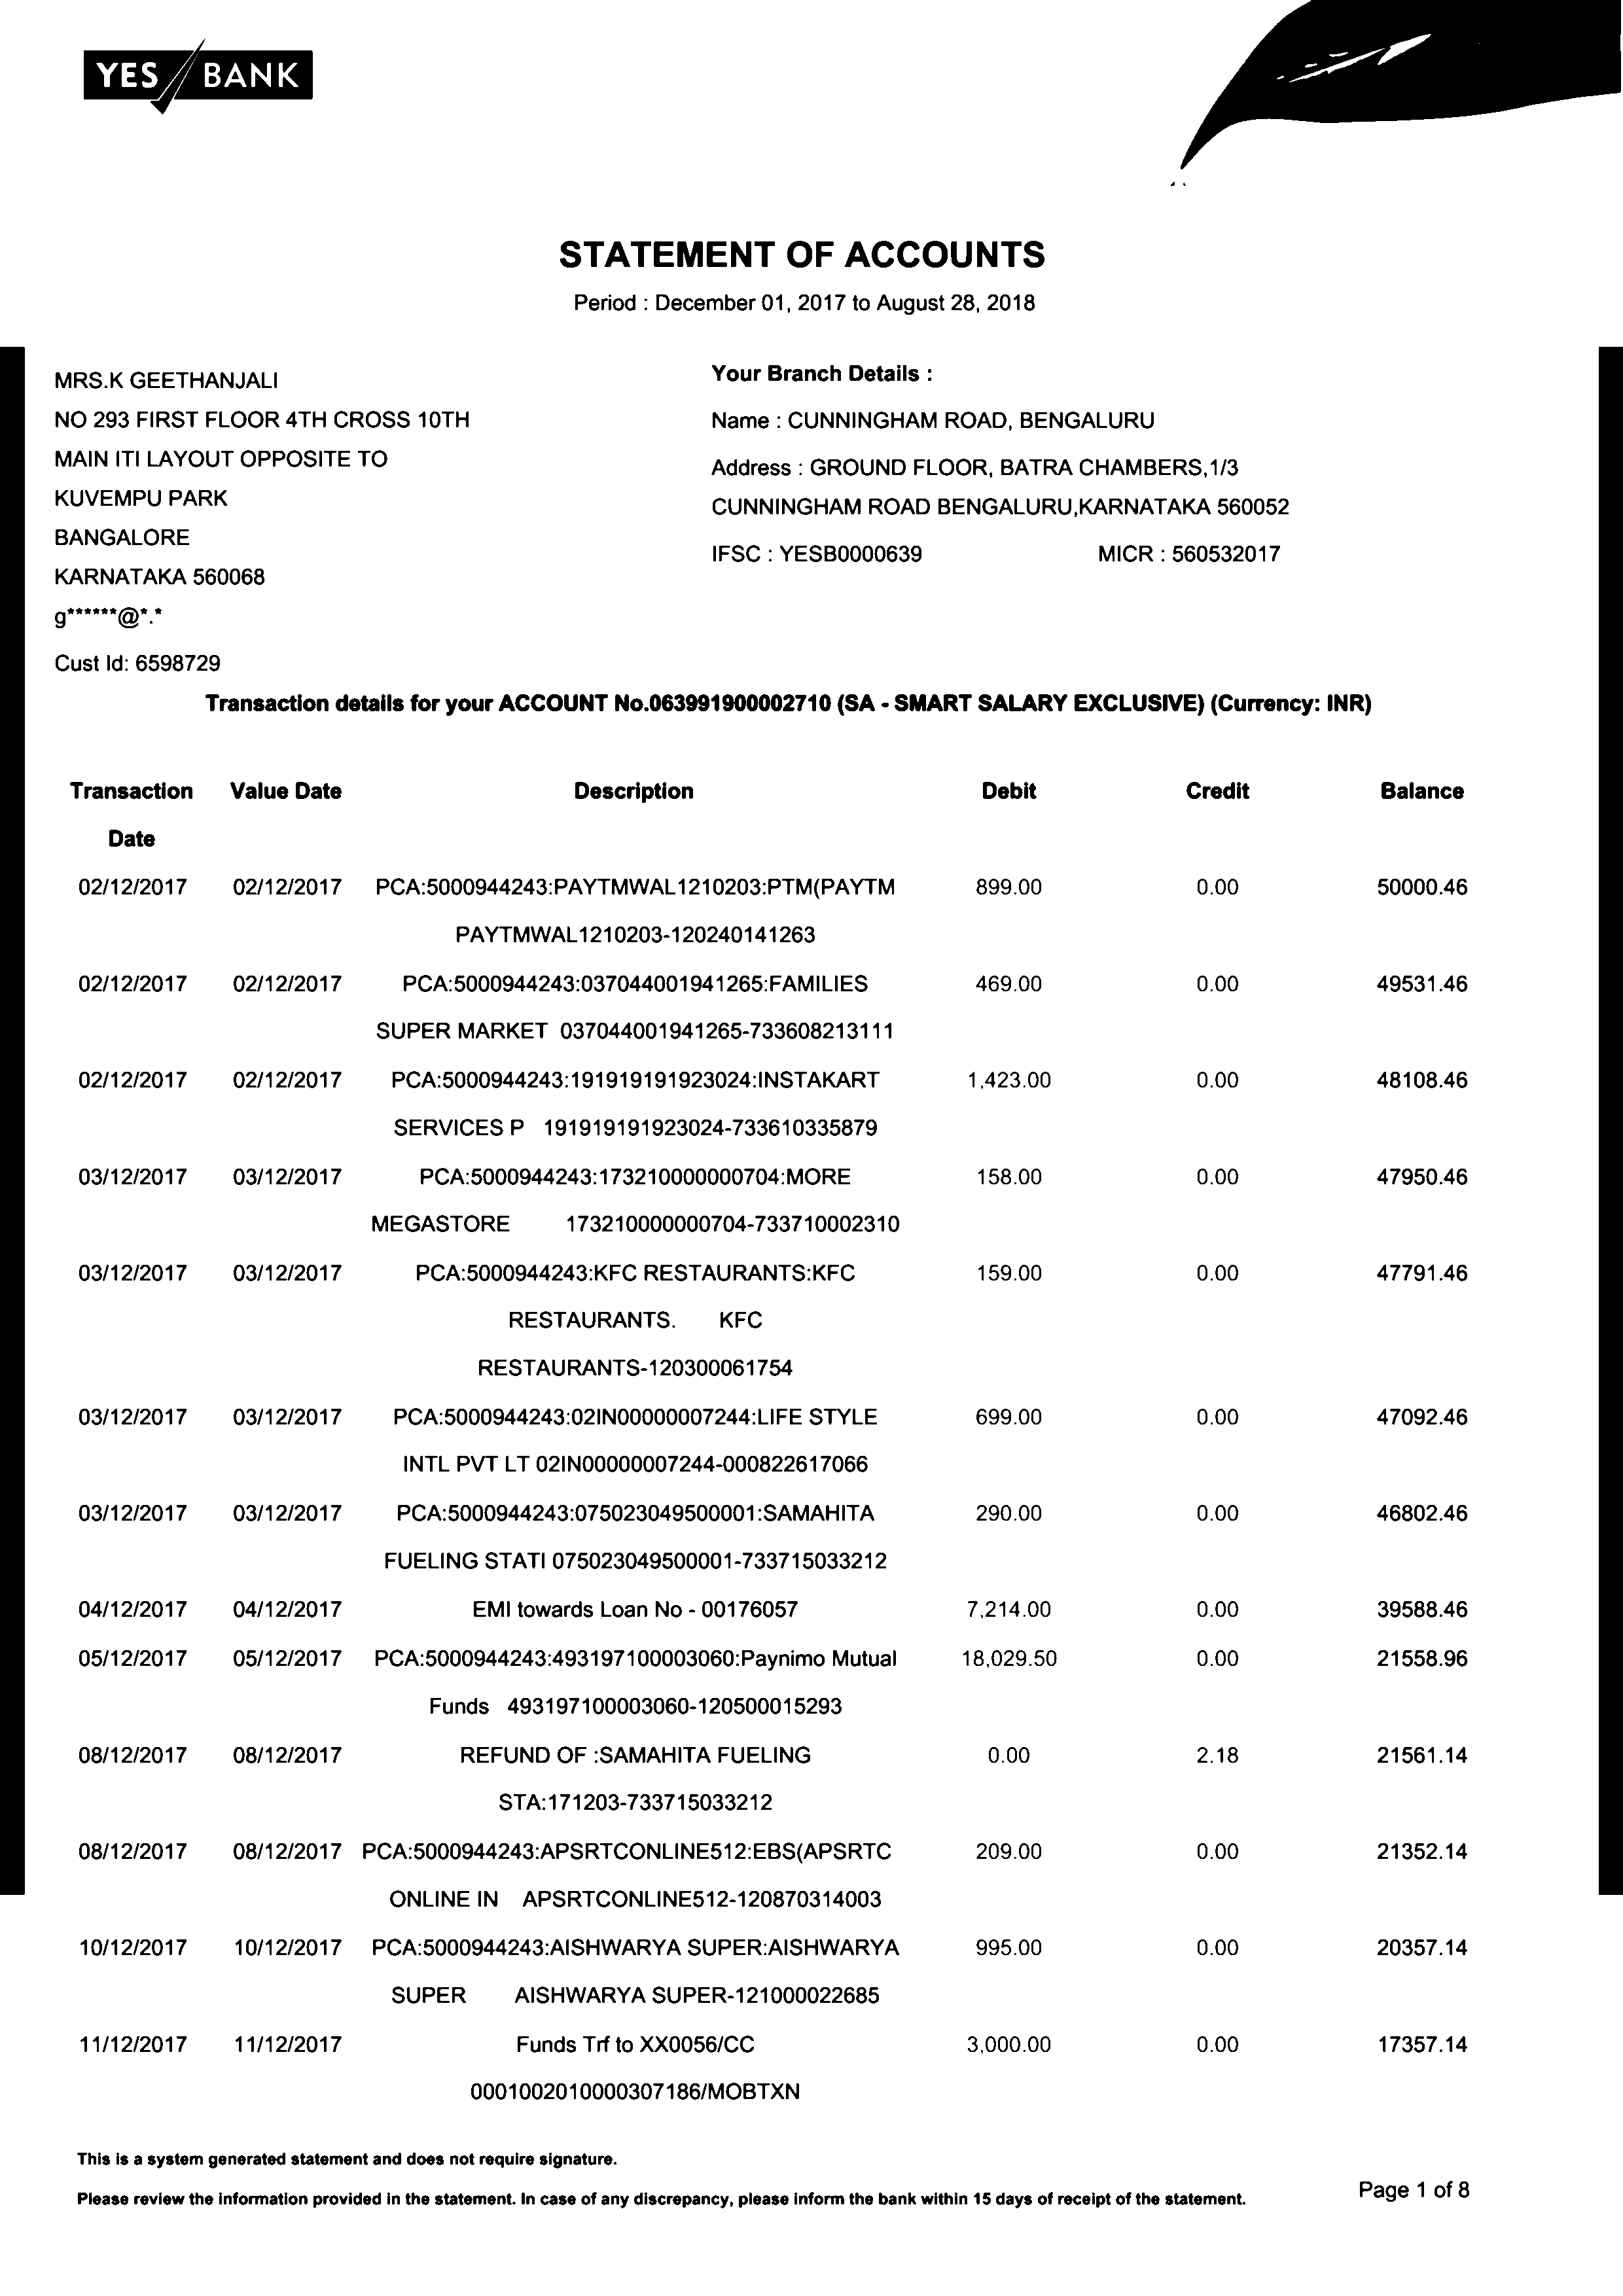 YES BANK
STATEMENT OF ACCOUNTS
Period : December 01, 2017 to August 28, 2018
MRS.K GEETHANJALI
NO 293 FIRST FLOOR 4TH CROSS 10TH
MAIN ITI LAYOUT OPPOSITE TO
KUVEMPU PARK
BANGALORE
KARNATAKA 560068
g******@*.*
Cust Id: 6598729
Your Branch Details :
Name : CUNNINGHAM ROAD, BENGALURU
Address : GROUND FLOOR, BATRA CHAMBERS,1/3
CUNNINGHAM ROAD BENGALURU,KARNATAKA 560052
IFSC : YESB0000639 MICR : 560532017
Transaction details for your ACCOUNT No.063991900002710 (SA - SMART SALARY EXCLUSIVE) (Currency: INR)
Transaction Value Date Description Debit Credit Balance
Date
02/12/2017 02/12/2017 PCA:5000944243:PAYTMWAL1210203:PTM(PAYTM 899.00 0.00 50000.46
PAYTMWAL1210203-120240141263
02/12/2017 02/12/2017 PCA:5000944243:037044001941265:FAMILIES 469.00 0.00 49531.46
SUPER MARKET 037044001941265-733608213111
02/12/2017 02/12/2017 PCA:5000944243:191919191923024:INSTAKART 1,423.00 0.00 48108.46
SERVICES P 191919191923024-733610335879
03/12/2017 03/12/2017 PCA:5000944243:173210000000704:MORE 158.00 0.00 47950.46
MEGASTORE 173210000000704-733710002310
03/12/2017 03/12/2017 PCA:5000944243:KFC RESTAURANTS:KFC 159.00 0.00 47791.46
RESTAURANTS. KFC
RESTAURANTS-120300061754
03/12/2017 03/12/2017 PCA:5000944243:02IN00000007244:LIFE STYLE 699.00 0.00 47092.46
INTL PVT LT 02IN00000007244-000822617066
03/12/2017 03/12/2017 PCA:5000944243:075023049500001:SAMAHITA 290.00 0.00 46802.46
FUELING STATI 075023049500001-733715033212
04/12/2017 04/12/2017 EMI towards Loan No - 00176057 7,214.00 0.00 39588.46
05/12/2017 05/12/2017 PCA:5000944243:493197100003060:Paynimo Mutual 18,029.50 0.00 21558.96
Funds 493197100003060-120500015293
08/12/2017 08/12/2017 REFUND OF :SAMAHITA FUELING 0.00 2.18 21561.14
STA:171203-733715033212
08/12/2017 08/12/2017 PCA:5000944243:APSRTCONLINE512:EBS(APSRTC 209.00 0.00 21352.14
ONLINE IN APSRTCONLINE512-120870314003
10/12/2017 10/12/2017 PCA:5000944243:AISHWARYA SUPER:AISHWARYA 995.00 0.00 20357.14
SUPER AISHWARYA SUPER-121000022685
11/12/2017 11/12/2017 Funds Trf to XX0056/CC 3,000.00 0.00 17357.14
0001002010000307186/MOBTXN
This is a system generated statement and does not require signature.
Please review the information provided in the statement. In case of any discrepancy, please inform the bank within 15 days of receipt of the statement.
Page 1 of 8